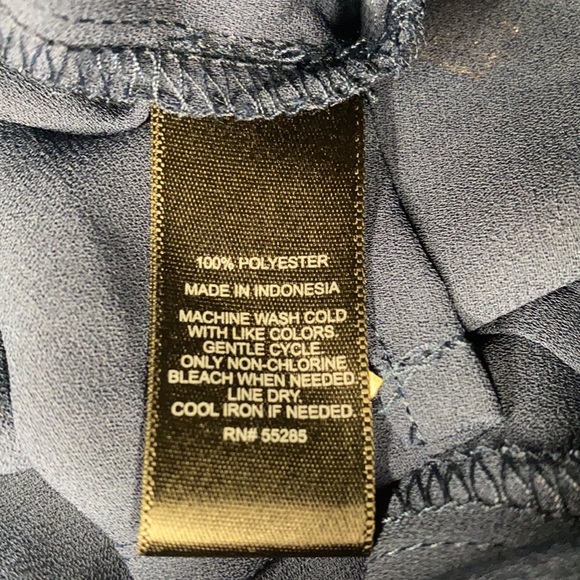 100% POLYESTER
MADE IN INDONESIA
MACHINE WASH COLD
WITH LIKE COLORS.
GENTLE CYCLE.
ONLY NON-CHLORINE
BLEACH WHEN NEEDED.
LINE DRY.
COOL IRON IF NEEDED.
RN# 55285